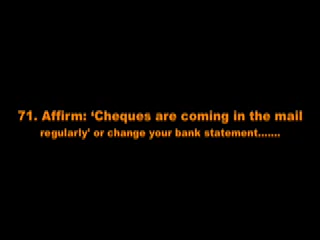 71. Affirm: ‘Cheques are coming in the mail
regularly’ or change your bank statement.......